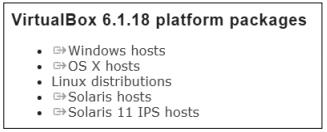 VirtualBox 6.1.18 platform packages
Windows hosts
OS X hosts
Linux distributions
Solaris hosts
Solaris 11 IPS hosts